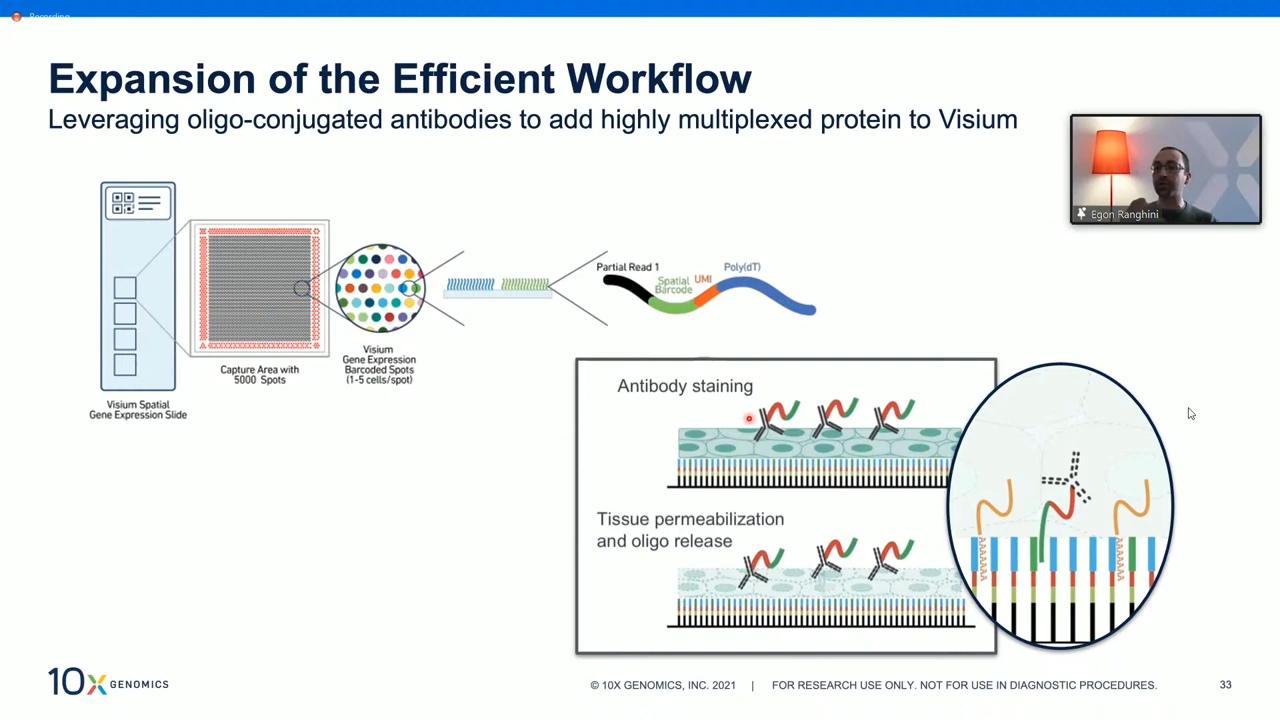 Recording
Expansion of the Efficient Workflow
Leveraging oligo-conjugated antibodies to add highly multiplexed protein to Visium
Egon Ranghini
Partial Read 1
Spatial
Barcode
UMI
Poly(dT)
Visium
Gene Expression
Barcoded Spots
(1-5 cells/spot)
Capture Area with
5000 Spots
Visium Spatial
Gene Expression Slide
Antibody staining
Tissue permeabilization
and oligo release
10x GENOMICS
© 10X GENOMICS, INC. 2021 | FOR RESEARCH USE ONLY. NOT FOR USE IN DIAGNOSTIC PROCEDURES.
33